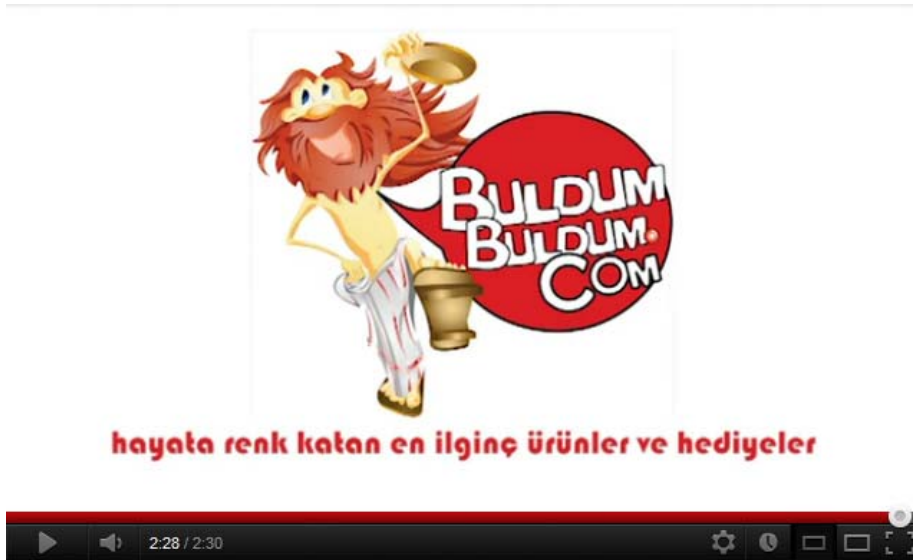 BULDUM
BULDUM.
COM
hayata renk katan en ilginç ürünler ve hediyeler
2:28 / 2:30